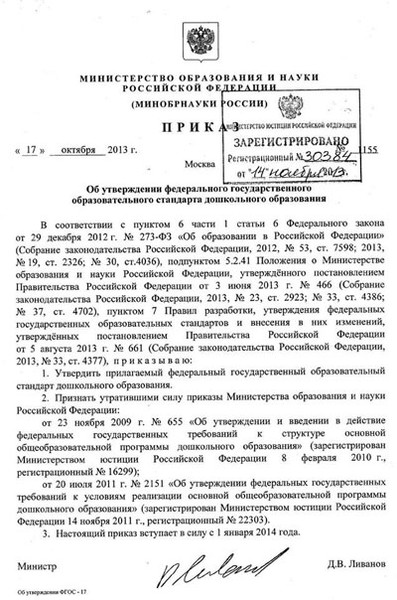 МИНИСТЕРСТВО ОБРАЗОВАНИЯ И НАУКИ
РОССИЙСКОЙ ФЕДЕРАЦИИ
(МИНОБРНАУКИ РОССИИ)
ПРИКАЗ
МИНИСТЕРСТВО ЮСТИЦИИ РОССИЙСКОЙ ФЕДЕРАЦИИ
ЗАРЕГИСТРИРОВАНО
Регистрационный № 30384
от "14" ноября 2013.
« 17 » октября 2013 г.
№ 1155
Москва
Об утверждении федерального государственного
образовательного стандарта дошкольного образования
В соответствии с пунктом 6 части 1 статьи 6 Федерального закона
от 29 декабря 2012 г. № 273-ФЗ «Об образовании в Российской Федерации»
(Собрание законодательства Российской Федерации, 2012, № 53, ст. 7598; 2013,
№ 19, ст. 2326; № 30, ст.4036), подпунктом 5.2.41 Положения о Министерстве
образования и науки Российской Федерации, утверждённого постановлением
Правительства Российской Федерации от 3 июня 2013 г. № 466 (Собрание
законодательства Российской Федерации, 2013, № 23, ст. 2923; № 33, ст. 4386;
№ 37, ст. 4702), пунктом 7 Правил разработки, утверждения федеральных
государственных образовательных стандартов и внесения в них изменений,
утверждённых постановлением Правительства Российской Федерации
от 5 августа 2013 г. № 661 (Собрание законодательства Российской Федерации,
2013, № 33, ст. 4377), п р и к а з ы в а ю:
1. Утвердить прилагаемый федеральный государственный образовательный
стандарт дошкольного образования.
2. Признать утратившими силу приказы Министерства образования и науки
Российской Федерации:
от 23 ноября 2009 г. № 655 «Об утверждении и введении в действие
федеральных государственных требований к структуре основной
общеобразовательной программы дошкольного образования» (зарегистрирован
Министерством юстиции Российской Федерации 8 февраля 2010 г.,
регистрационный № 16299);
от 20 июля 2011 г. № 2151 «Об утверждении федеральных государственных
требований к условиям реализации основной общеобразовательной программы
дошкольного образования» (зарегистрирован Министерством юстиции Российской
Федерации 14 ноября 2011 г., регистрационный № 22303).
3. Настоящий приказ вступает в силу с 1 января 2014 года.
Министр
Д.В. Ливанов
Об утверждении ФГОС - 17